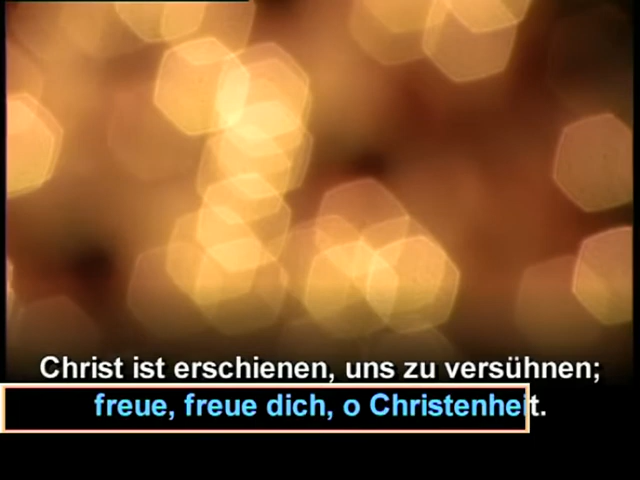 Christ ist erschienen, uns zu versühnen;
freue, freue dich, o Christenheit.